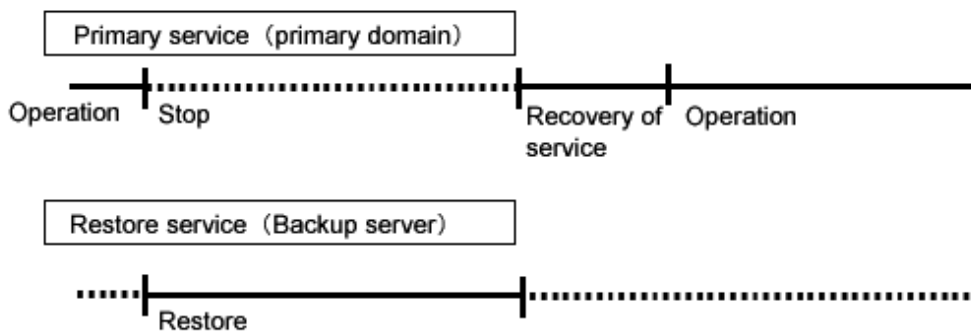 Primary service（primary domain）
Operation
Stop
Recovery of
service
Operation
Restore service（Backup server）
Restore